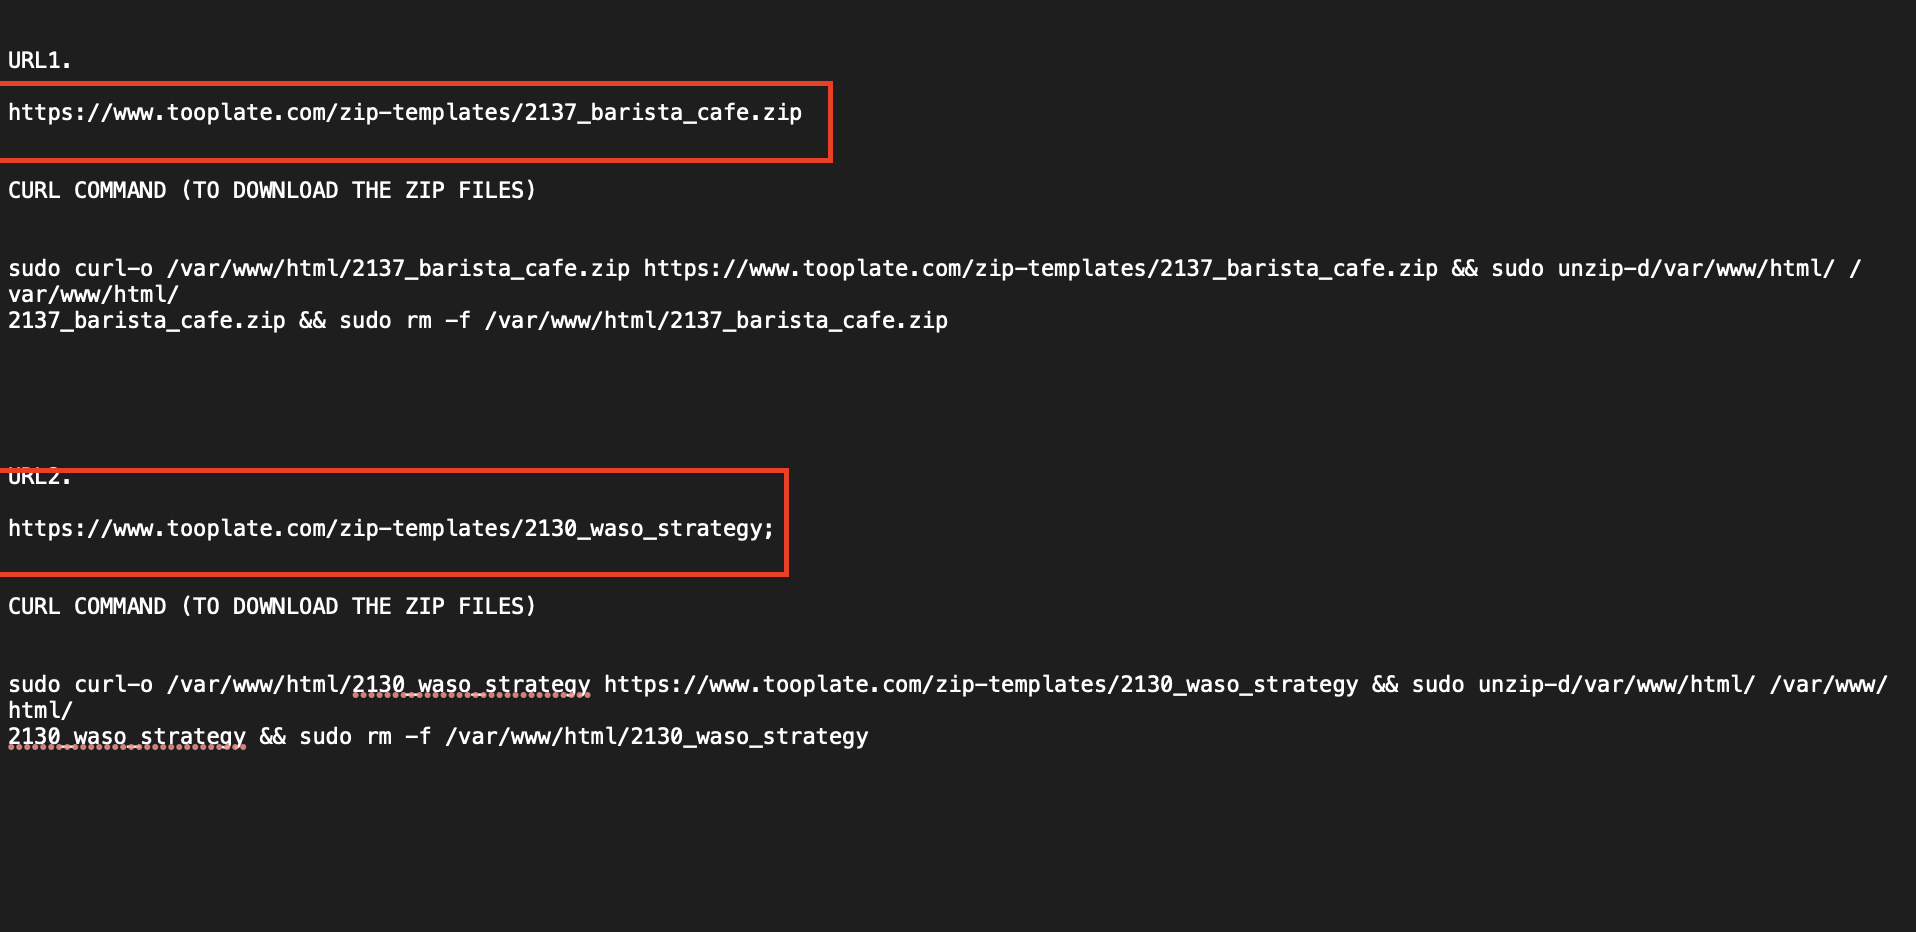 URL1.
https://www.tooplate.com/zip-templates/2137_barista_cafe.zip
CURL COMMAND (TO DOWNLOAD THE ZIP FILES)
sudo curl-o /var/www/html/2137_barista_cafe.zip https://www.tooplate.com/zip-templates/2137_barista_cafe.zip && sudo unzip-d/var/www/html/ /
var/www/html/
2137_barista_cafe.zip && sudo rm -f /var/www/html/2137_barista_cafe.zip
URL2.
https://www.tooplate.com/zip-templates/2130_waso_strategy;
CURL COMMAND (TO DOWNLOAD THE ZIP FILES)
sudo curl-o /var/www/html/2130_waso_strategy https://www.tooplate.com/zip-templates/2130_waso_strategy && sudo unzip-d/var/www/html/ /var/www/
html/
2130_waso_strategy && sudo rm -f /var/www/html/2130_waso_strategy